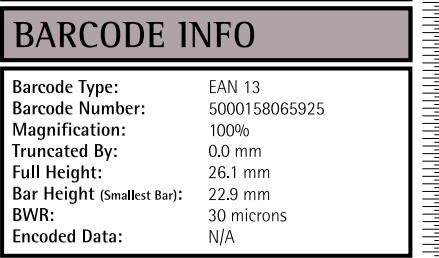 BARCODE INFO
Barcode Type: EAN 13
Barcode Number: 5000158065925
Magnification: 100%
Truncated By: 0.0 mm
Full Height: 26.1 mm
Bar Height (Smallest Bar): 22.9 mm
BWR: 30 microns
Encoded Data: N/A